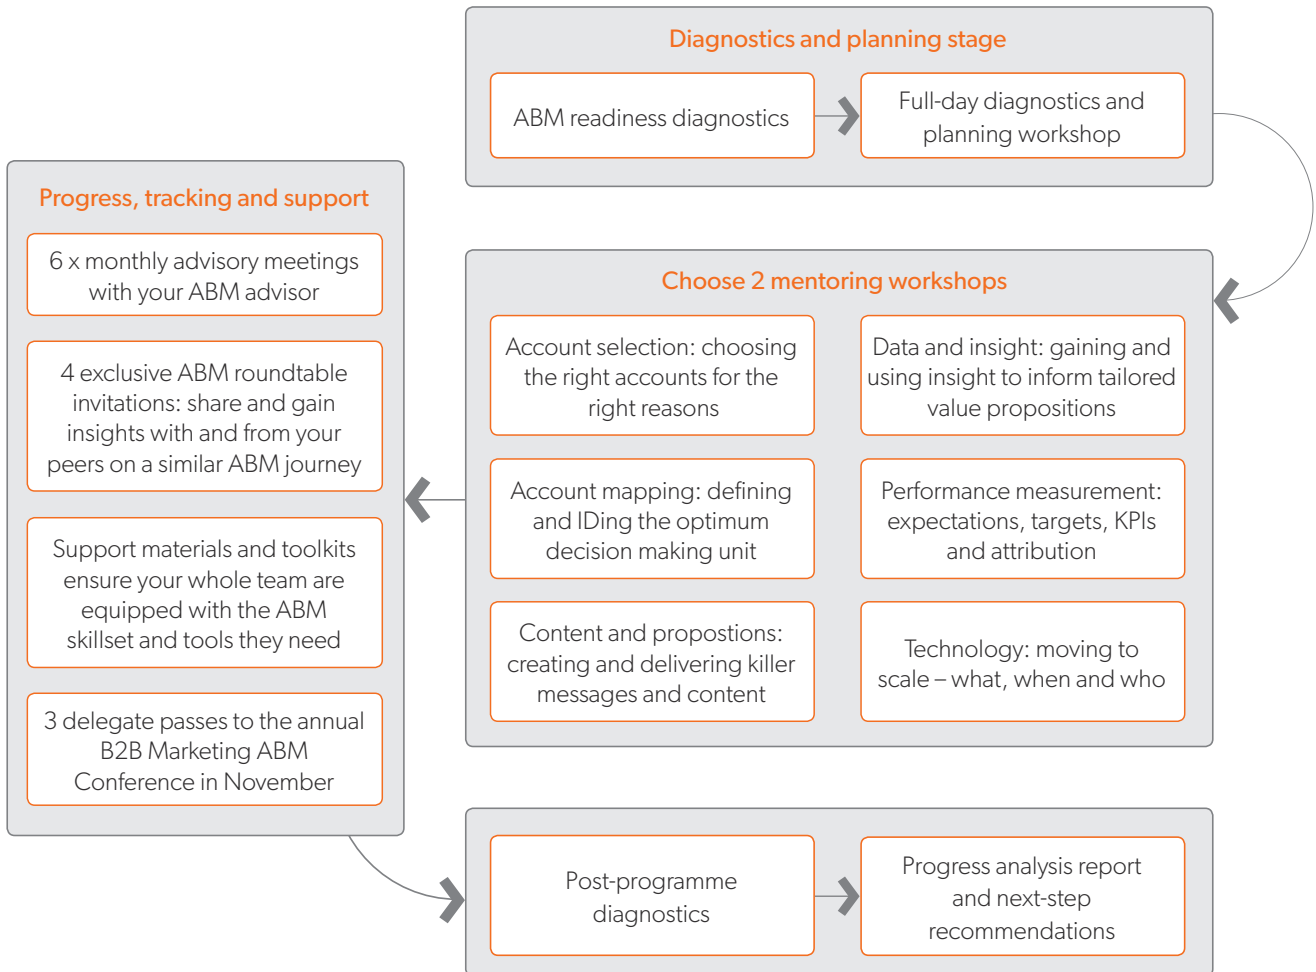 Diagnostics and planning stage
ABM readiness diagnostics
Full-day diagnostics and
planning workshop
Choose 2 mentoring workshops
Account selection: choosing
the right accounts for the
right reasons
Data and insight: gaining and
using insight to inform tailored
value propositions
Account mapping: defining
and IDing the optimum
decision making unit
Performance measurement:
expectations, targets, KPIs
and attribution
Content and propostions:
creating and delivering killer
messages and content
Technology: moving to
scale – what, when and who
Progress, tracking and support
6 x monthly advisory meetings
with your ABM advisor
4 exclusive ABM roundtable
invitations: share and gain
insights with and from your
peers on a similar ABM journey
Support materials and toolkits
ensure your whole team are
equipped with the ABM
skillset and tools they need
3 delegate passes to the annual
B2B Marketing ABM
Conference in November
Post-programme
diagnostics
Progress analysis report
and next-step
recommendations